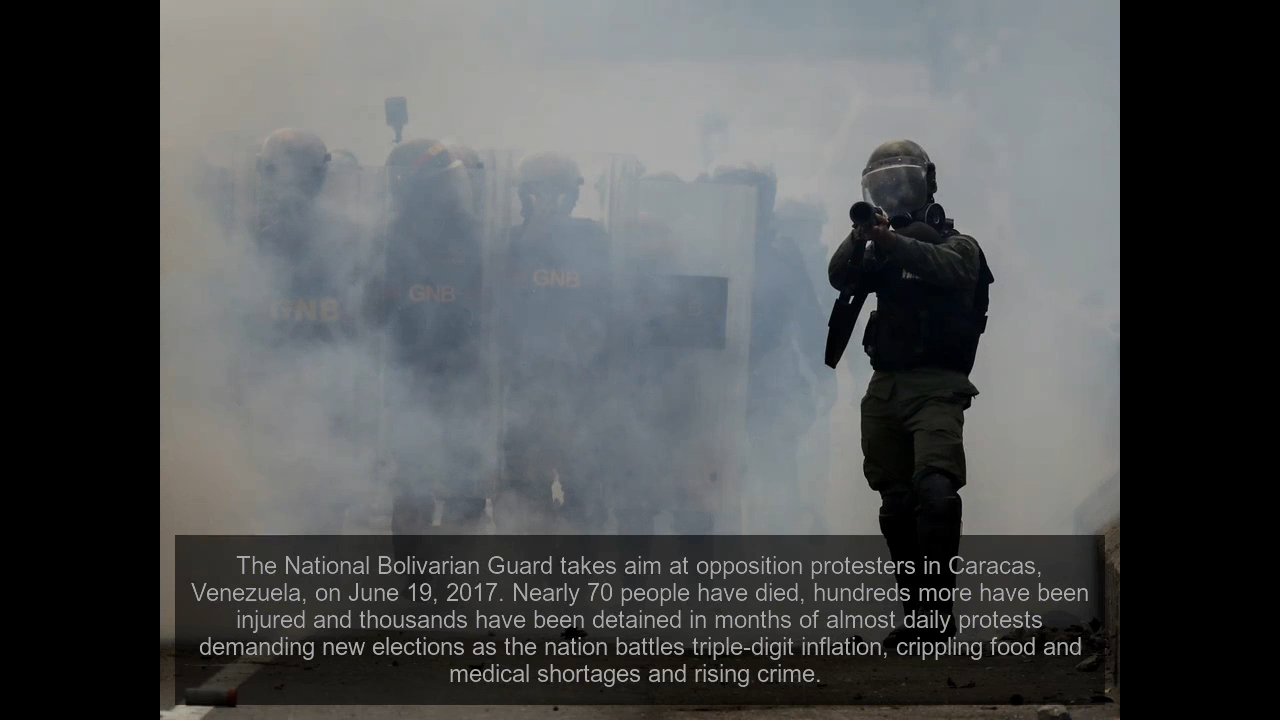 GNB
GNB
GNB
The National Bolivarian Guard takes aim at opposition protesters in Caracas,
Venezuela, on June 19, 2017. Nearly 70 people have died, hundreds more have been
injured and thousands have been detained in months of almost daily protests
demanding new elections as the nation battles triple-digit inflation, crippling food and
medical shortages and rising crime.